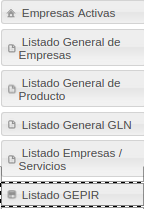 Empresas Activas
Listado General de
Empresas
Listado General de
Producto
Listado General GLN
Listado Empresas /
Servicios
Listado GEPIR